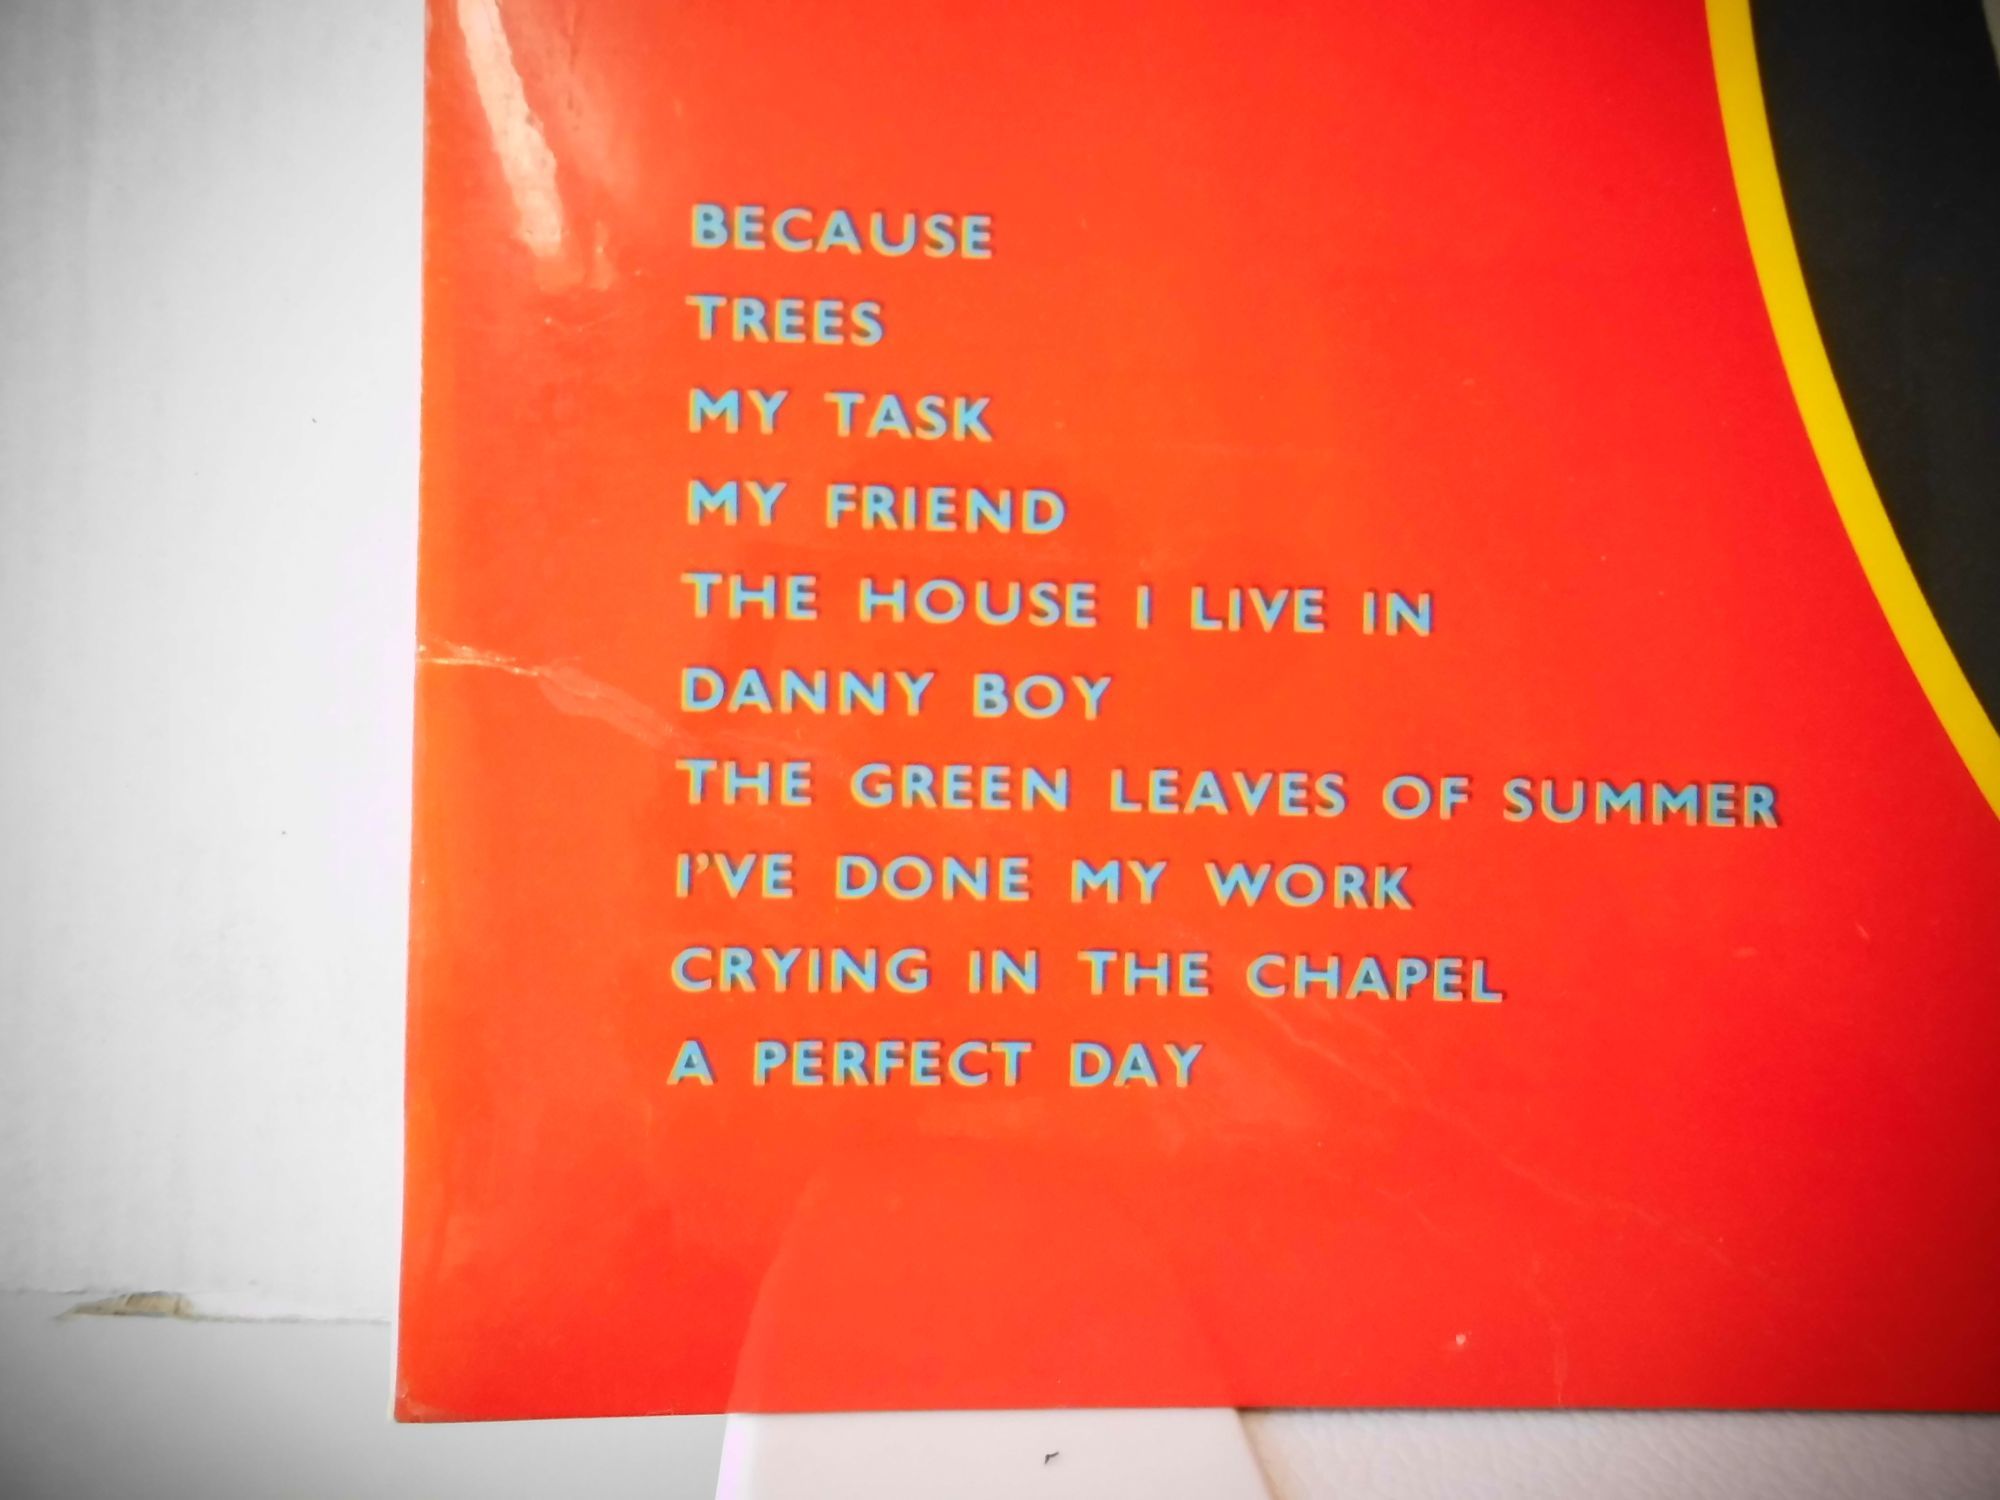 BECAUSE
TREES
MY TASK
MY FRIEND
THE HOUSE I LIVE IN
DANNY BOY
THE GREEN LEAVES OF SUMMER
I'VE DONE MY WORK
CRYING IN THE CHAPEL
A PERFECT DAY